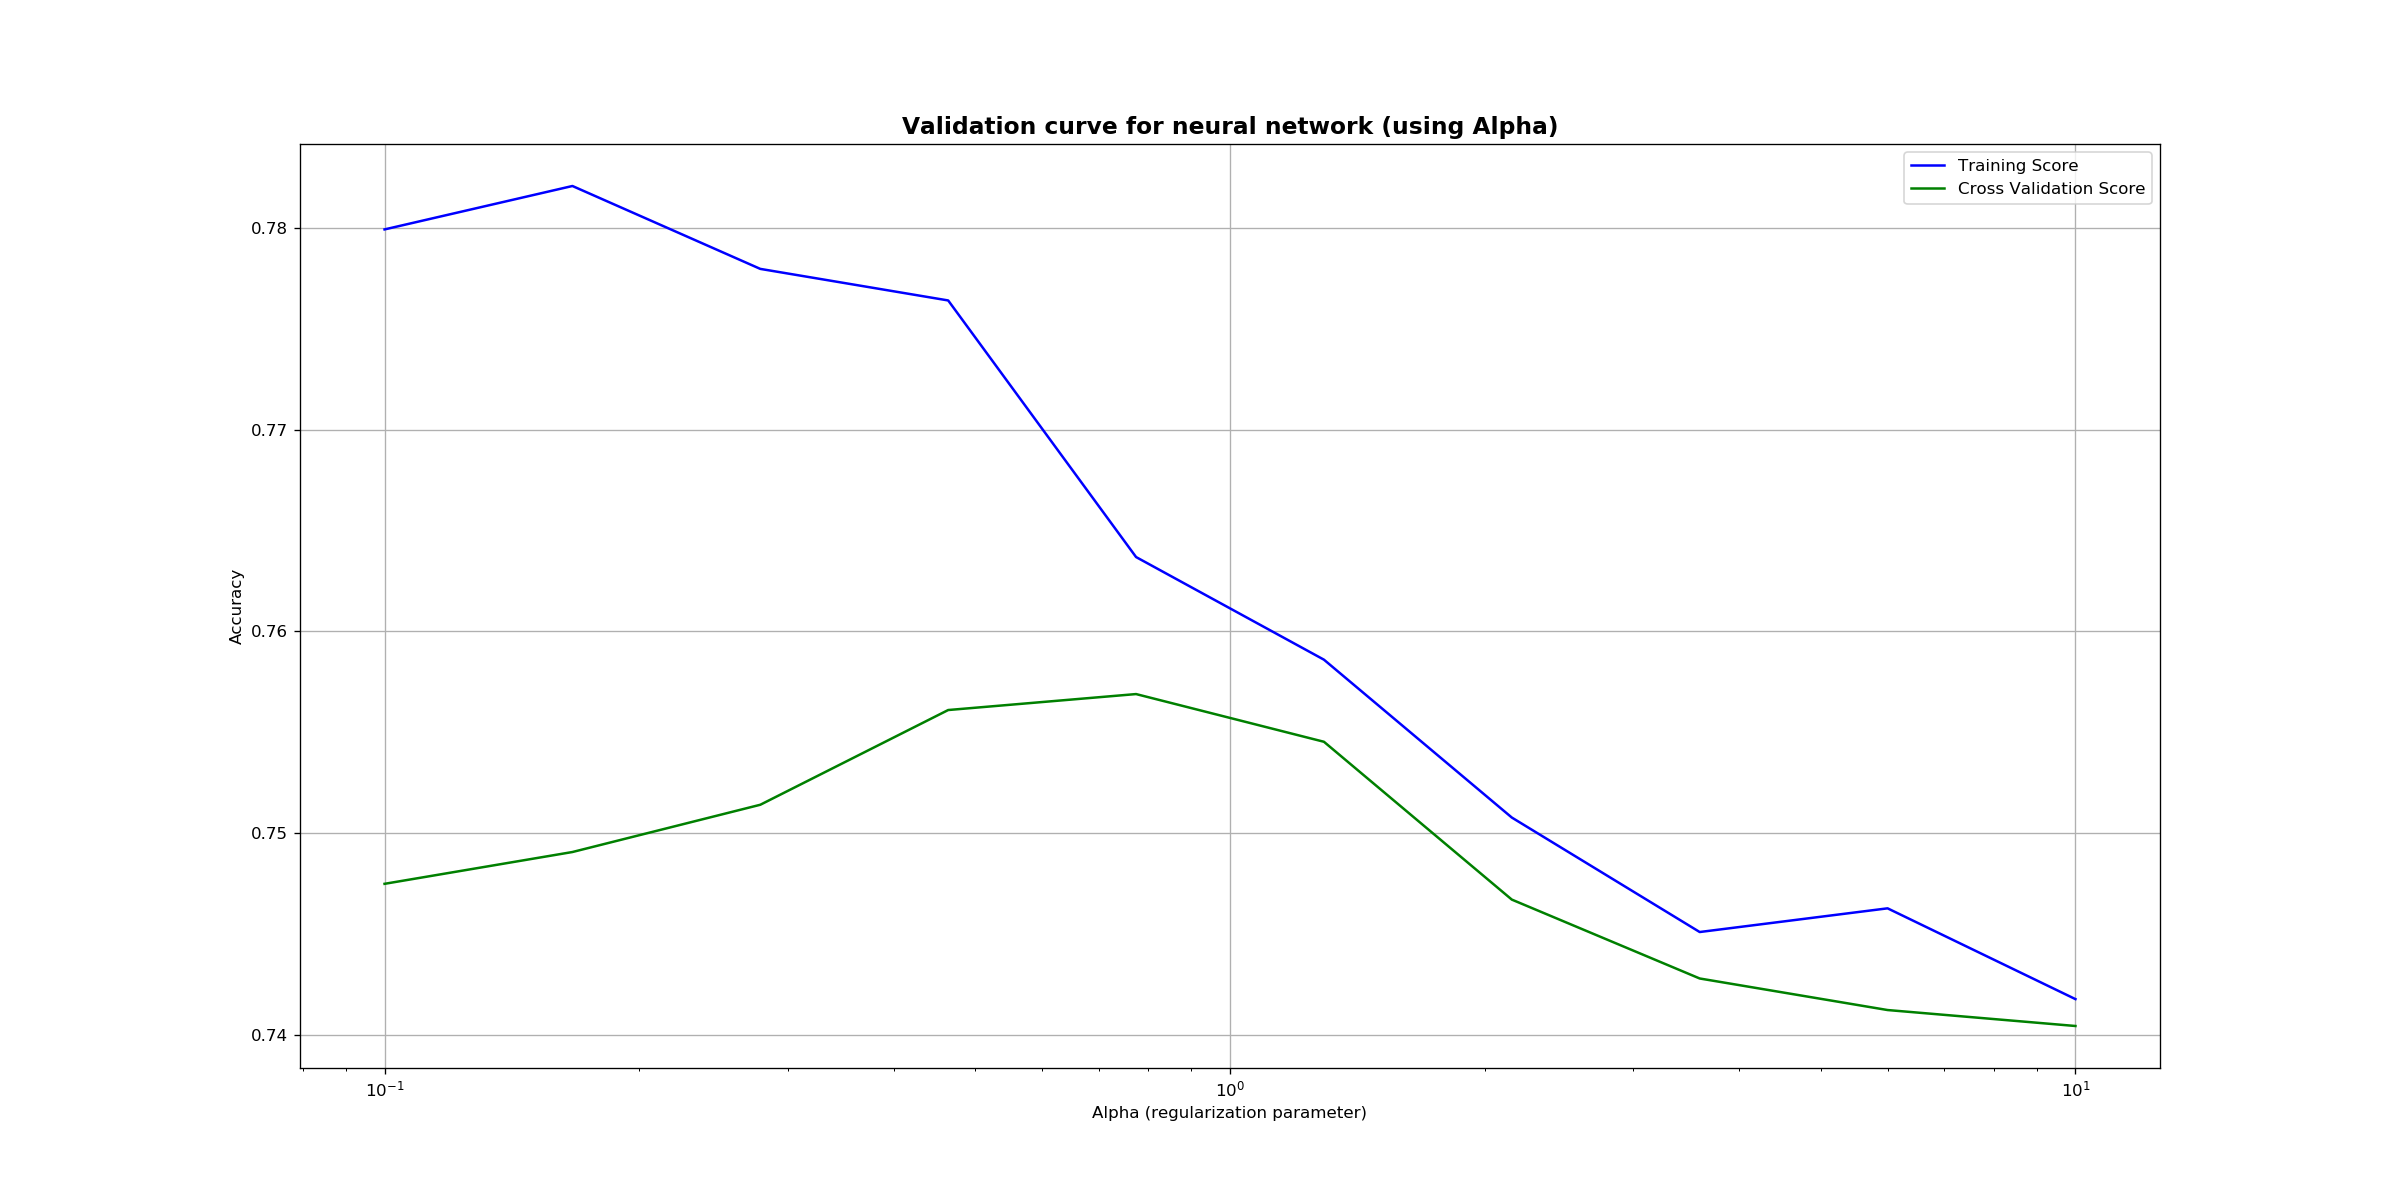 Validation curve for neural network (using Alpha)
Training Score
Cross Validation Score
0.78
0.77
0.76
0.75
0.74
Accuracy
10⁻¹
10⁰
10¹
Alpha (regularization parameter)